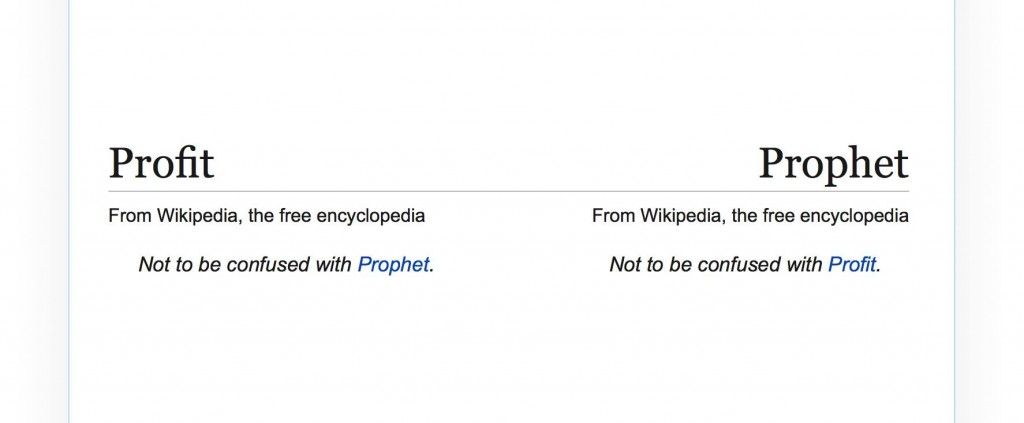 Profit
From Wikipedia, the free encyclopedia
Not to be confused with Prophet.
Prophet
From Wikipedia, the free encyclopedia
Not to be confused with Profit.